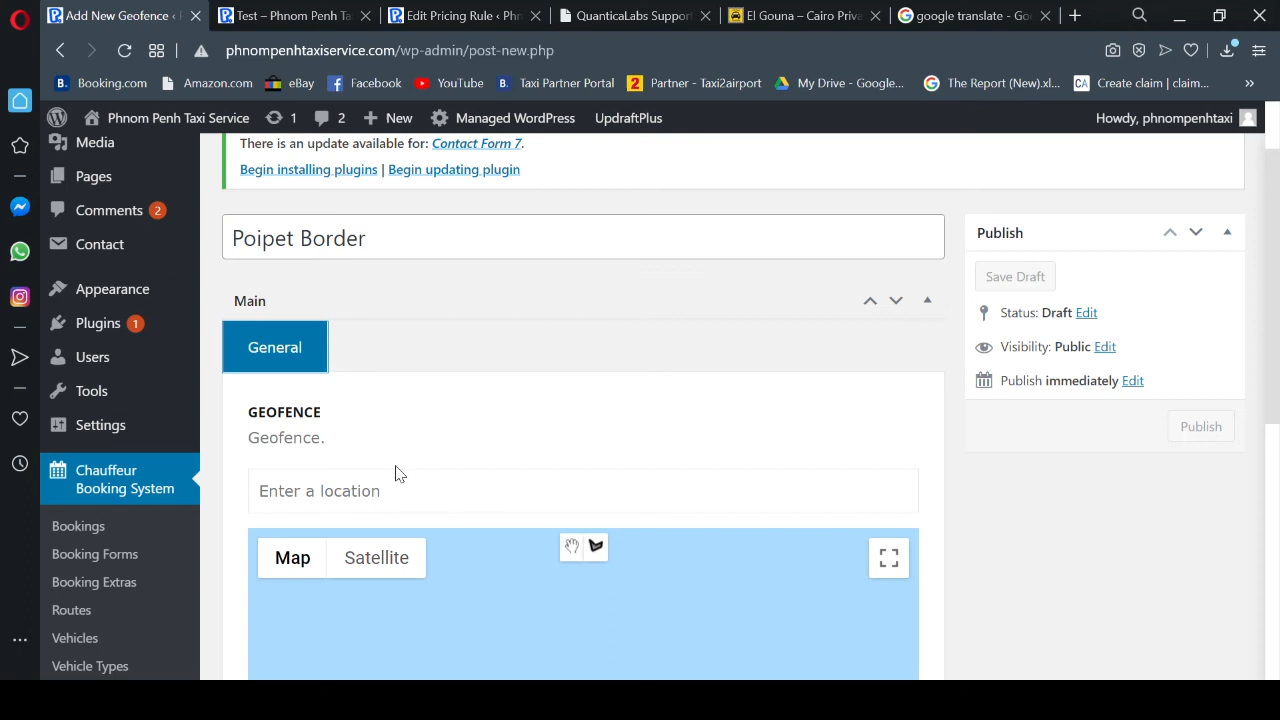 Add New Geofence ‹
Test – Phnom Penh Ta
Edit Pricing Rule ‹ Phn
QuanticaLabs Suppor
El Gouna – Cairo Priva
google translate - Go
phnompenhtaxiservice.com/wp-admin/post-new.php
Booking.com
Amazon.com
eBay
Facebook
YouTube
Taxi Partner Portal
Partner - Taxi2airport
My Drive - Google...
The Report (New).xl...
Create claim | claim...
Phnom Penh Taxi Service
1
2
New
Managed WordPress
UpdraftPlus
Howdy, phnompenhtaxi
Media
Pages
Comments 2
Contact
Appearance
Plugins 1
Users
Tools
Settings
Chauffeur
Booking System
Bookings
Booking Forms
Booking Extras
Routes
Vehicles
Vehicle Types
There is an update available for: Contact Form 7.
Begin installing plugins | Begin updating plugin
Poipet Border
Main
General
GEOFENCE
Geofence.
Enter a location
Map
Satellite
Publish
Save Draft
Status: Draft Edit
Visibility: Public Edit
Publish immediately Edit
Publish